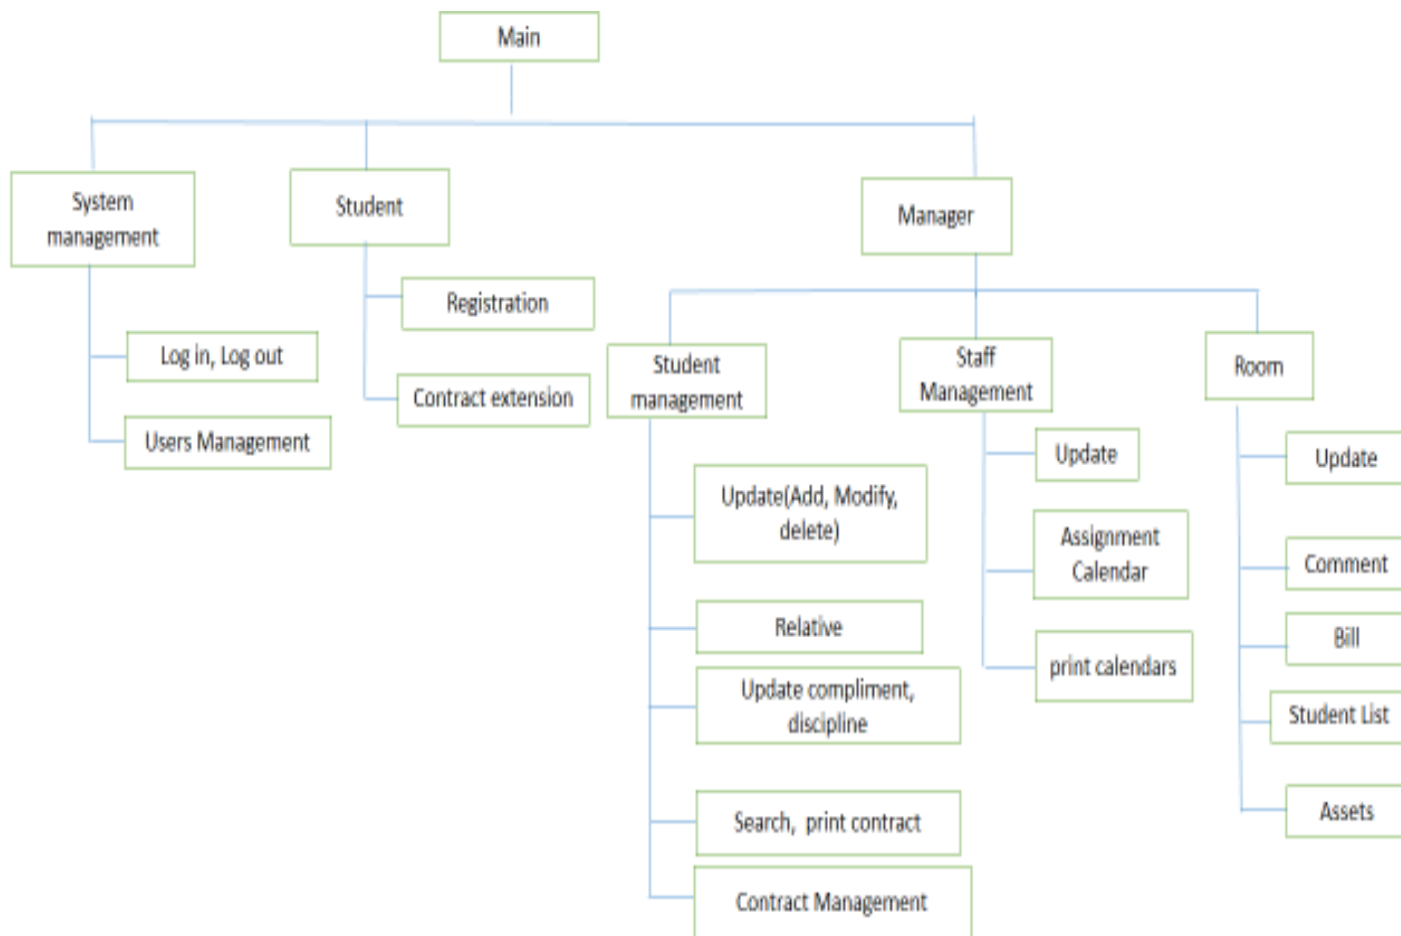 Main
System
management
Student
Manager
Registration
Log in, Log out
Contract extension
Users Management
Student
management
Staff
Management
Room
Update(Add, Modify,
delete)
Relative
Update compliment,
discipline
Search, print contract
Contract Management
Update
Assignment
Calendar
print calendars
Update
Comment
Bill
Student List
Assets